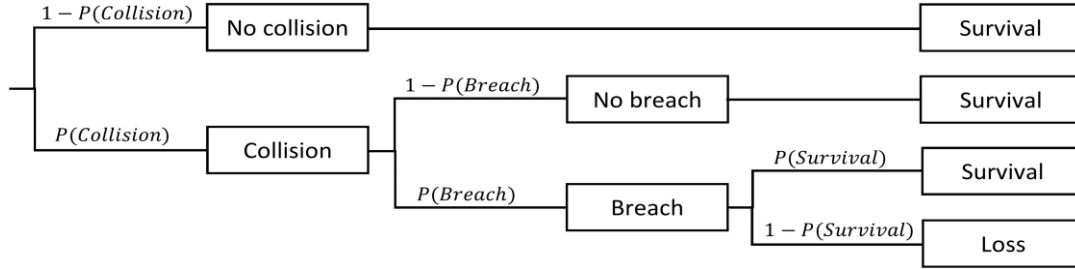 1 − P(Collision)
No collision
Survival
1 − P(Breach)
No breach
Survival
P(Collision)
Collision
P(Survival)
Survival
P(Breach)
Breach
1 − P(Survival)
Loss